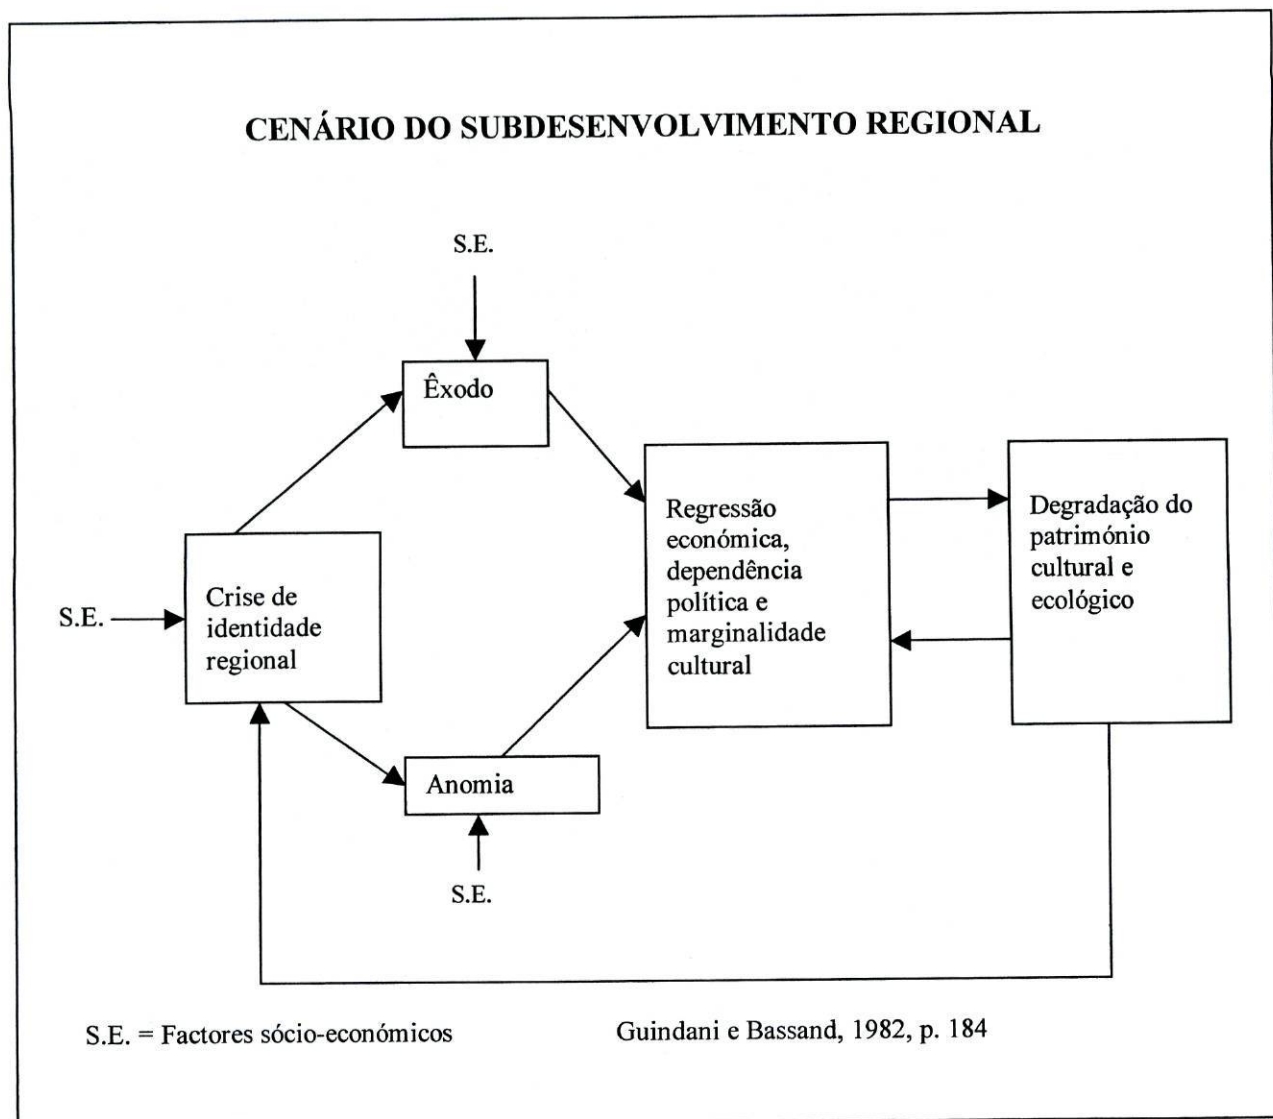 CENÁRIO DO SUBDESENVOLVIMENTO REGIONAL
S.E.
Êxodo
S.E.
Crise de
identidade
regional
Regressão
económica,
dependência
política e
marginalidade
cultural
Degradação do
património
cultural e
ecológico
Anomia
S.E.
S.E. = Factores sócio-económicos
Guindani e Bassand, 1982, p. 184